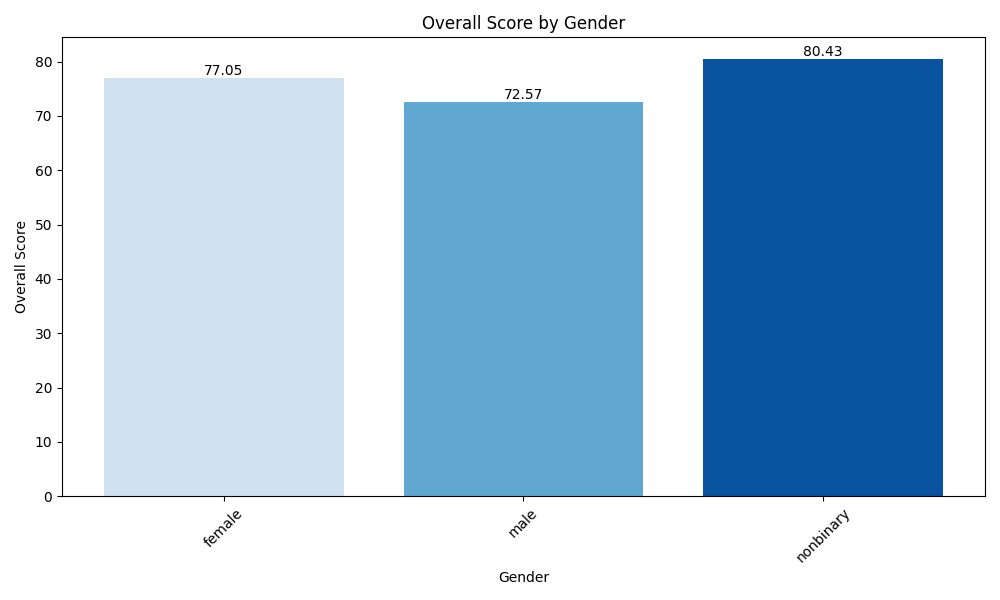 Overall Score by Gender
80.43
77.05
72.57
80
70
60
50
40
30
20
10
0
Overall Score
female
male
nonbinary
Gender